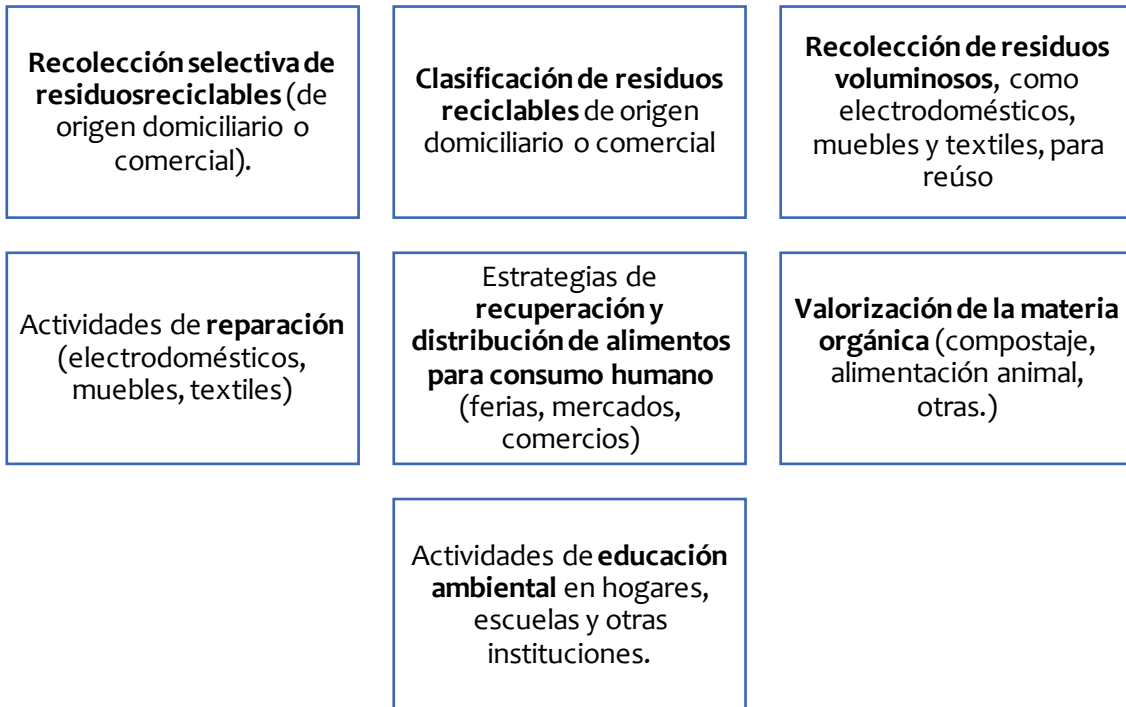 Recolección selectiva de
residuosreciclables (de
origen domiciliario o
comercial).
Clasificación de residuos
reciclables de origen
domiciliario o comercial
Recolección de residuos
voluminosos, como
electrodomésticos,
muebles y textiles, para
reúso
Actividades de reparación
(electrodomésticos,
muebles, textiles)
Estrategias de
recuperación y
distribución de alimentos
para consumo humano
(ferias, mercados,
comercios)
Valorización de la materia
orgánica (compostaje,
alimentación animal,
otras.)
Actividades de educación
ambiental en hogares,
escuelas y otras
instituciones.